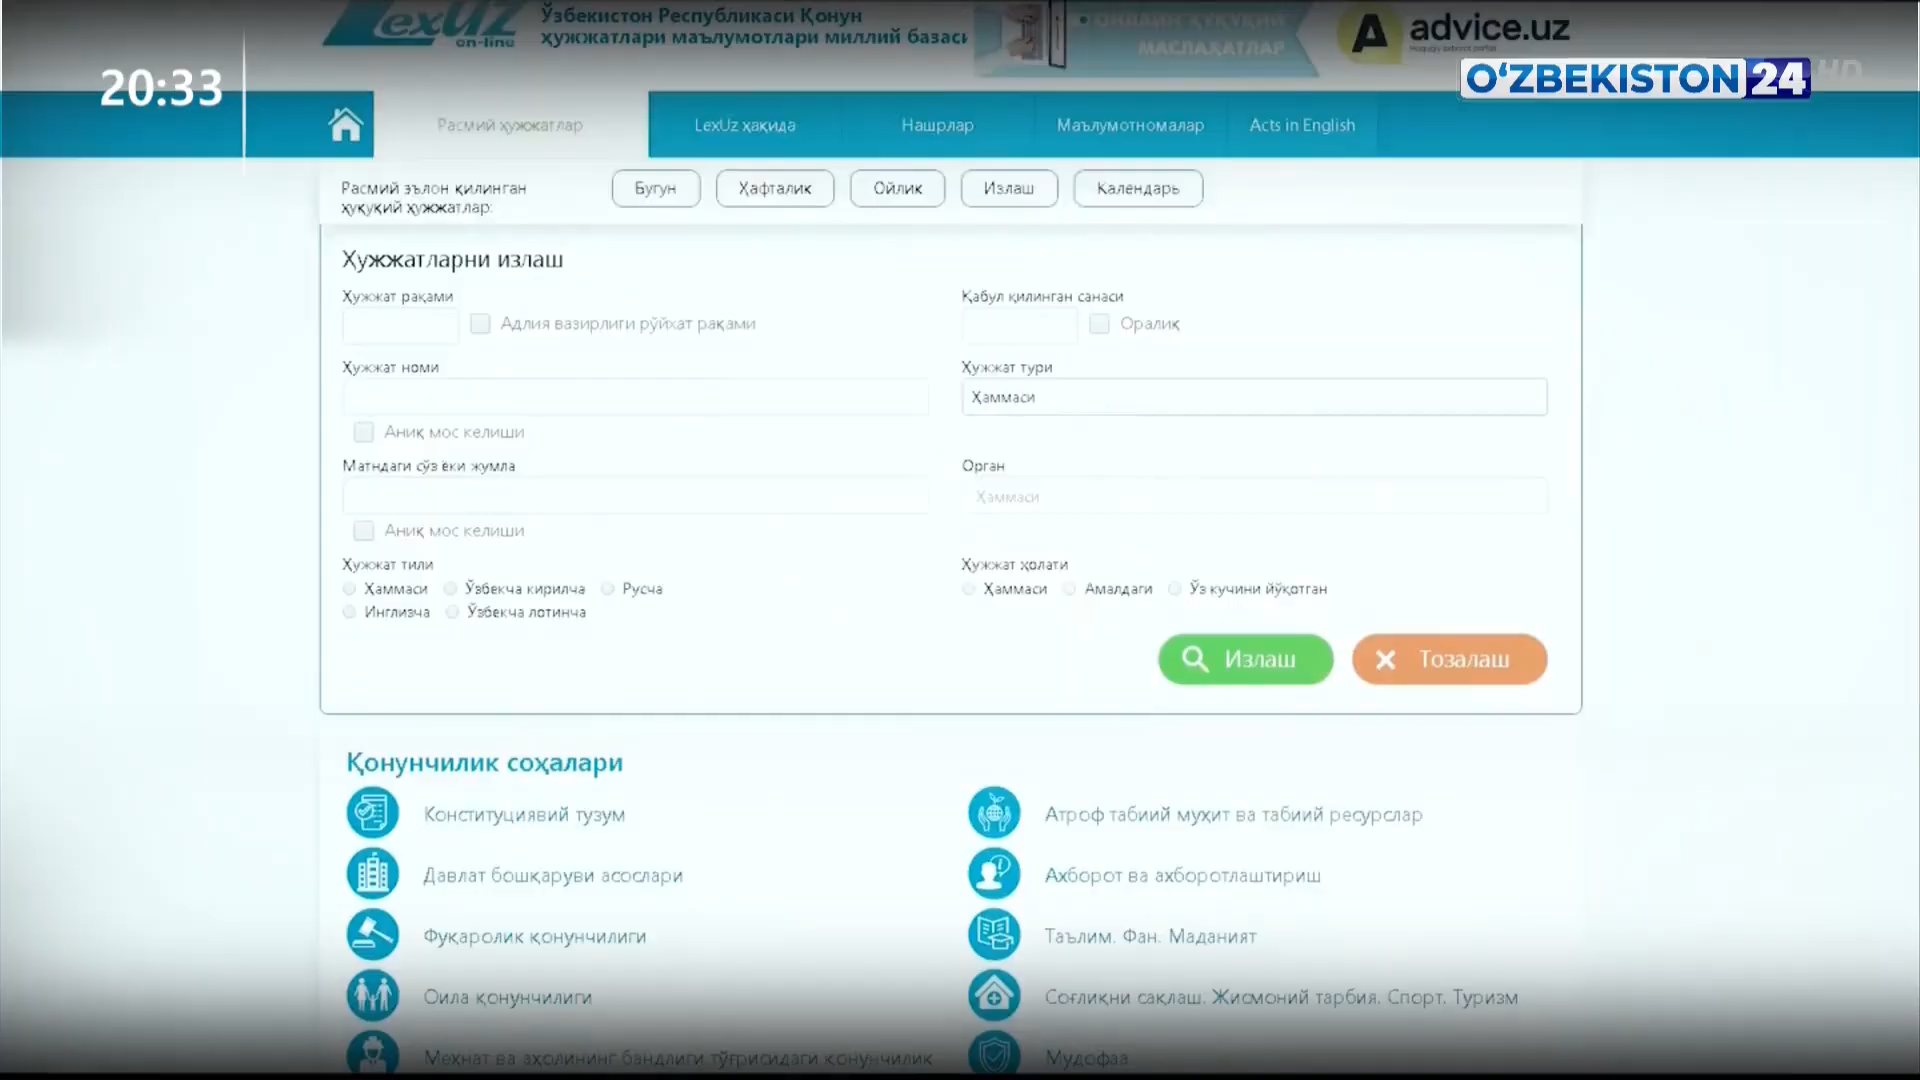 LexUZ
on-line
Ўзбекистон Республикаси Қонун
ҳужжатлари маълумотлари миллий базаси
ОНЛАЙН ҲУҚУҚИЙ
МАСЛАҲАТЛАР
A advice.uz
20:33
O‘ZBEKISTON 24
HD
Расмий ҳужжатлар
LexUz ҳақида
Нашрлар
Маълумотномалар
Acts in English
Расмий эълон қилинган
ҳуқуқий ҳужжатлар:
Бугун
Ҳафталик
Ойлик
Излаш
Календарь
Ҳужжатларни излаш
Ҳужжат рақами
Қабул қилинган санаси
Адлия вазирлиги рўйхат рақами
Оралиқ
Ҳужжат номи
Ҳужжат тури
Ҳаммаси
Аниқ мос келиши
Матндаги сўз ёки жумла
Орган
Ҳаммаси
Аниқ мос келиши
Ҳужжат тили
Ҳужжат ҳолати
Ҳаммаси Ўзбекча кирилча Русча
Ҳаммаси Амалдаги Ўз кучини йўқотган
Инглизча Ўзбекча лотинча
Излаш
Тозалаш
Қонунчилик соҳалари
Конституциявий тузум
Атроф табиий муҳит ва табиий ресурслар
Давлат бошқаруви асослари
Ахборот ва ахборотлаштириш
Фуқаролик қонунчилиги
Таълим. Фан. Маданият
Оила қонунчилиги
Соғлиқни сақлаш. Жисмоний тарбия. Спорт. Туризм
Меҳнат ва аҳолининг бандлиги тўғрисидаги қонунчилик
Мудофаа